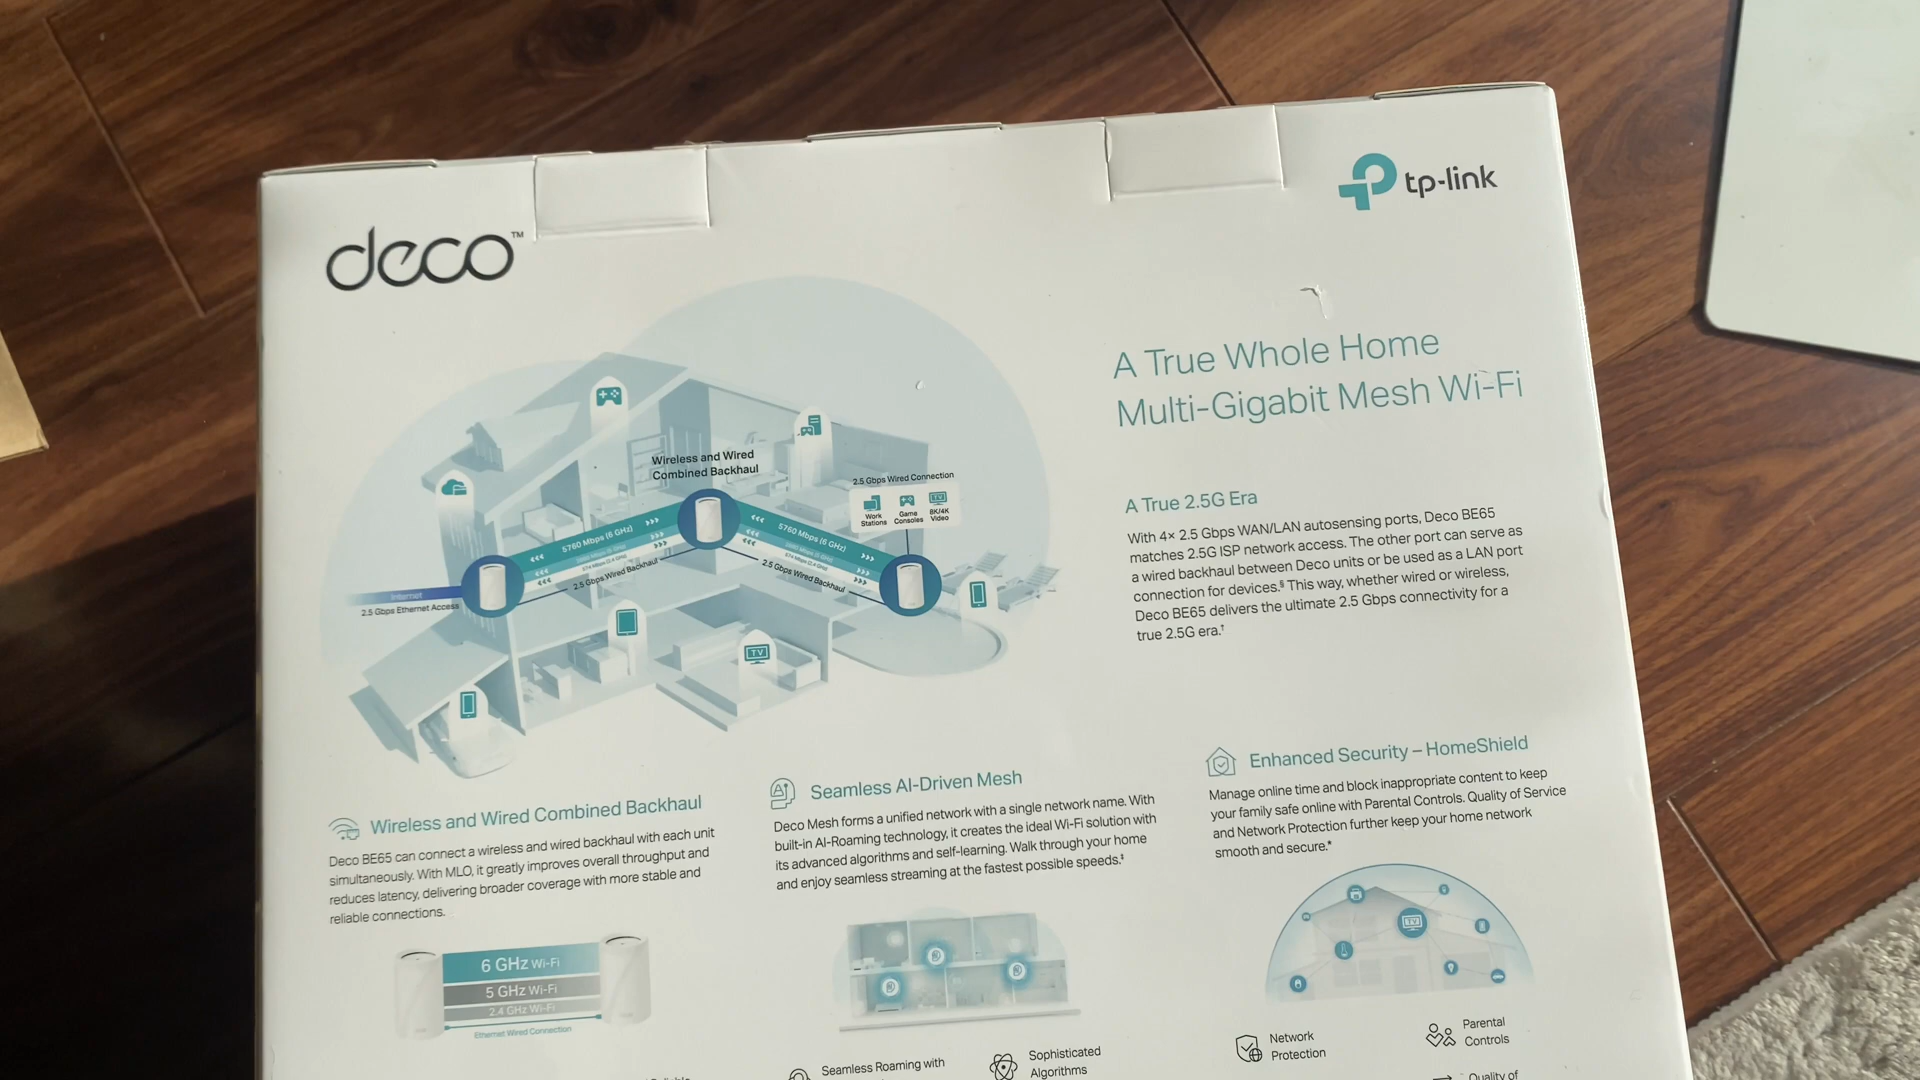 deco™
tp-link
A True Whole Home
Multi-Gigabit Mesh Wi-Fi
Wireless and Wired
Combined Backhaul
2.5 Gbps Wired Connection
Work
Stations
Game
Consoles
8K/4K
Video
5760 Mbps (6 GHz)
574 Mbps (2.4 GHz)
2.5 Gbps Wired Backhaul
5760 Mbps (6 GHz)
574 Mbps (2.4 GHz)
2.5 Gbps Wired Backhaul
Internet
2.5 Gbps Ethernet Access
TV
A True 2.5G Era
With 4× 2.5 Gbps WAN/LAN autosensing ports, Deco BE65
matches 2.5G ISP network access. The other port can serve as
a wired backhaul between Deco units or be used as a LAN port
connection for devices.§ This way, whether wired or wireless,
Deco BE65 delivers the ultimate 2.5 Gbps connectivity for a
true 2.5G era.†
Wireless and Wired Combined Backhaul
Deco BE65 can connect a wireless and wired backhaul with each unit
simultaneously. With MLO, it greatly improves overall throughput and
reduces latency, delivering broader coverage with more stable and
reliable connections.
6 GHz Wi-Fi
5 GHz Wi-Fi
2.4 GHz Wi-Fi
Ethernet Wired Connection
AI
Seamless AI-Driven Mesh
Deco Mesh forms a unified network with a single network name. With
built-in AI-Roaming technology, it creates the ideal Wi-Fi solution with
its advanced algorithms and self-learning. Walk through your home
and enjoy seamless streaming at the fastest possible speeds.‡
Seamless Roaming with
Sophisticated
Algorithms
Enhanced Security – HomeShield
Manage online time and block inappropriate content to keep
your family safe online with Parental Controls. Quality of Service
and Network Protection further keep your home network
smooth and secure.*
TV
Network
Protection
Parental
Controls
Quality of